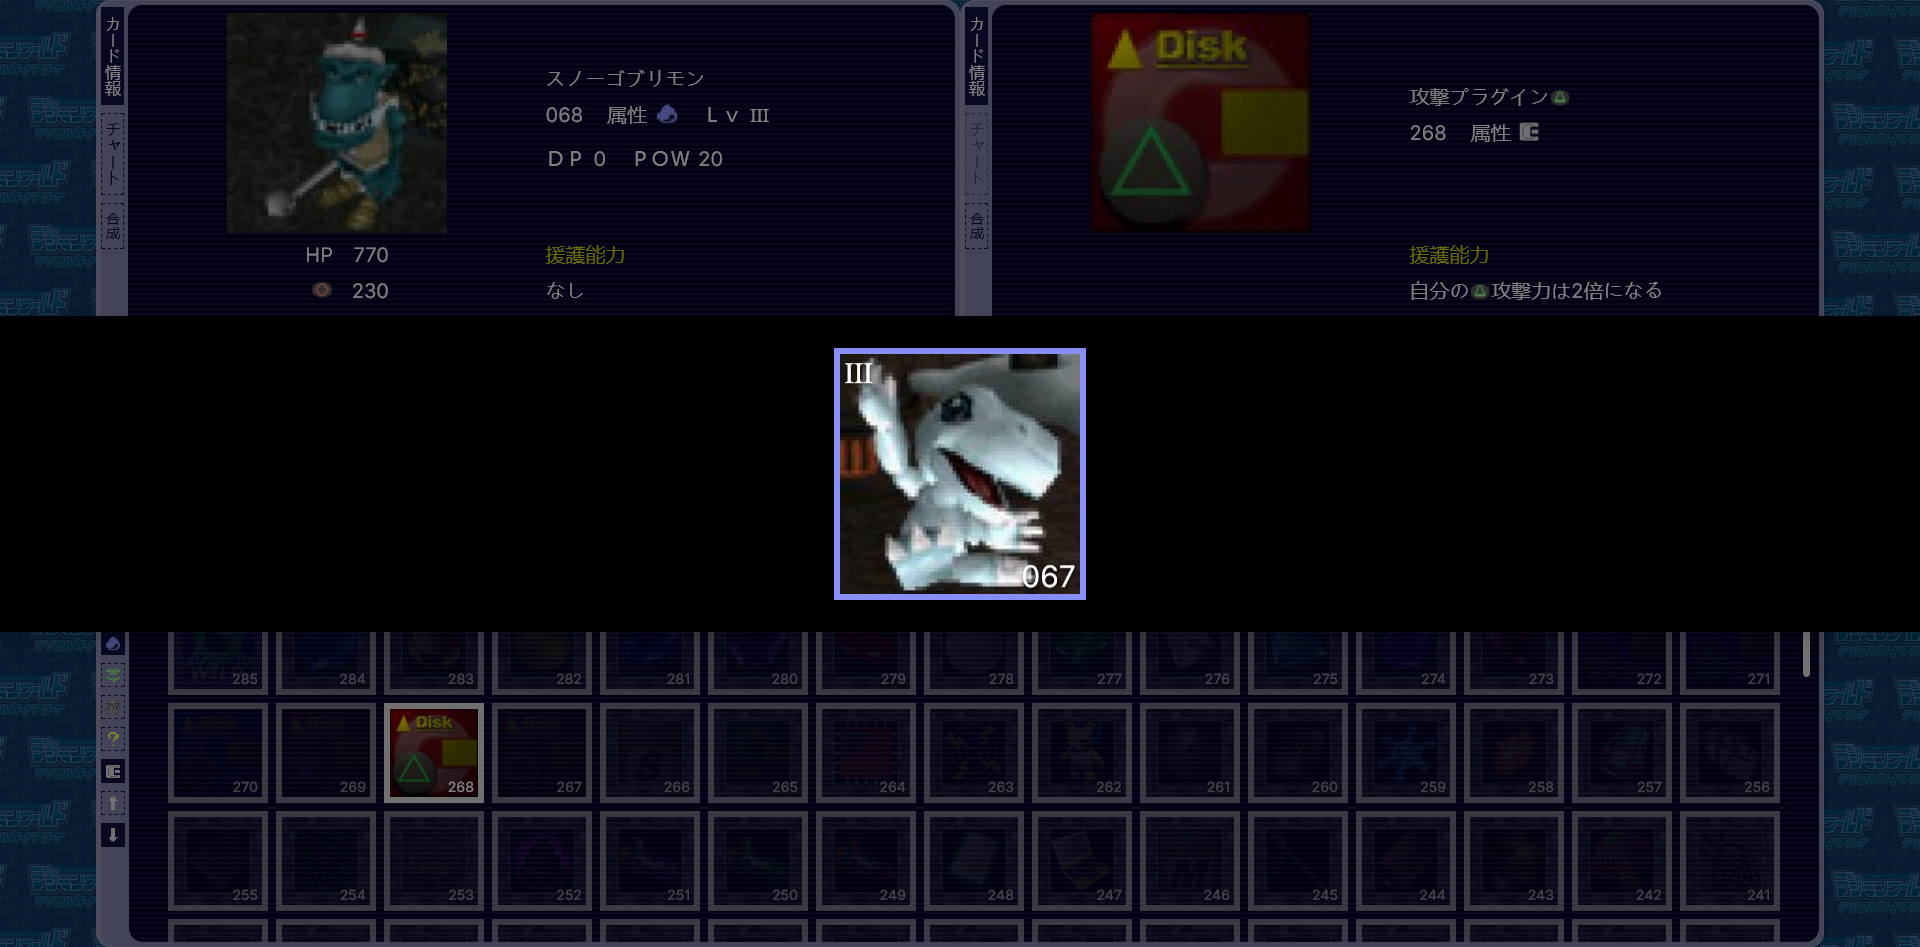 カード情報
チャート
合成
スノーゴブリモン
068 属性 Lv Ⅲ
DP 0 POW 20
HP 770
230
援護能力
なし
カード情報
チャート
合成
Disk
攻撃プラグイン
268 属性
援護能力
自分の攻撃力は2倍になる
Ⅲ
067
?
285 284 283 282 281 280 279 278 277 276 275 274 273 272 271
Disk
270 269 268 267 266 265 264 263 262 261 260 259 258 257 256
255 254 253 252 251 250 249 248 247 246 245 244 243 242 241